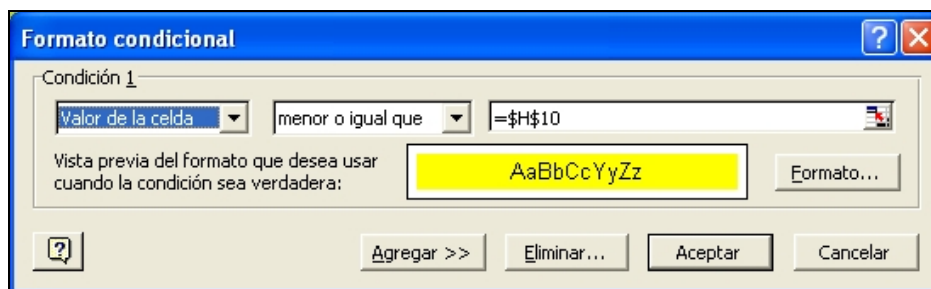 Formato condicional
Condición 1
Valor de la celda menor o igual que =$H$10
Vista previa del formato que desea usar
cuando la condición sea verdadera:
AaBbCcYyZz
Formato...
Agregar >> Eliminar... Aceptar Cancelar